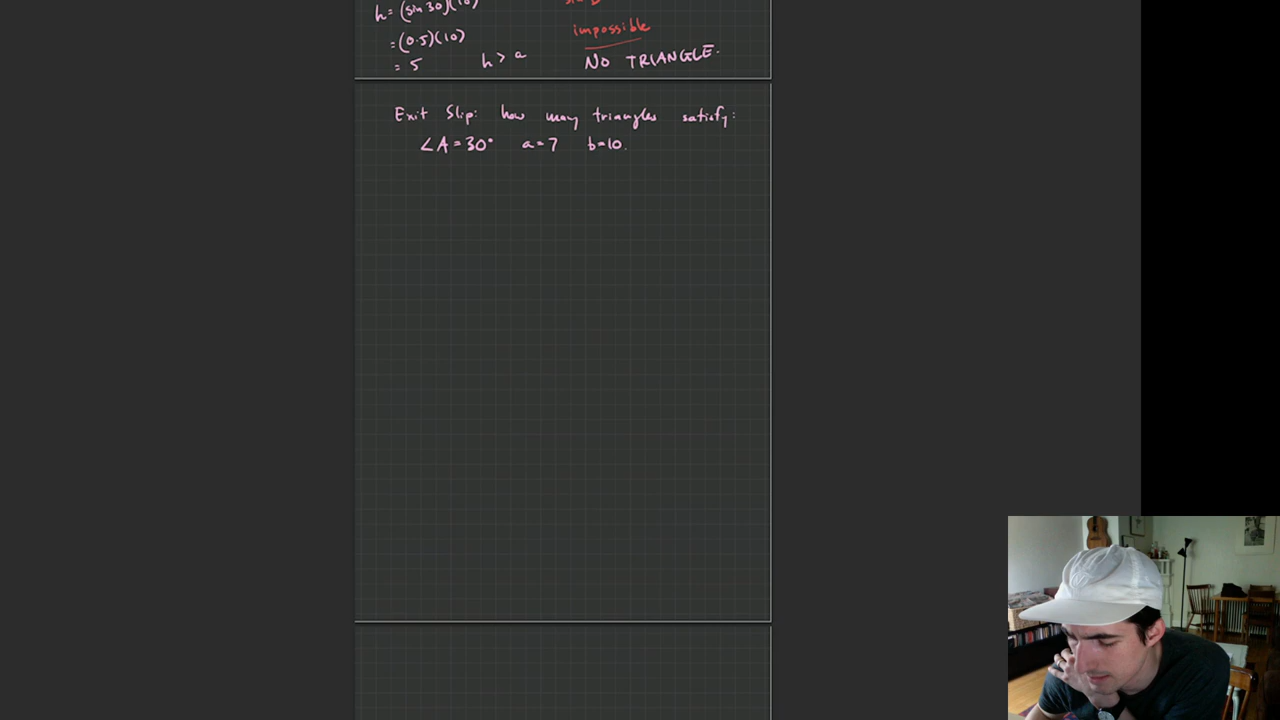 h = (sin 30)(10)
= (0.5)(10)
= 5
h > a
impossible
NO TRIANGLE.
Exit Slip: how many triangles satisfy:
∠A = 30° a = 7 b = 10.